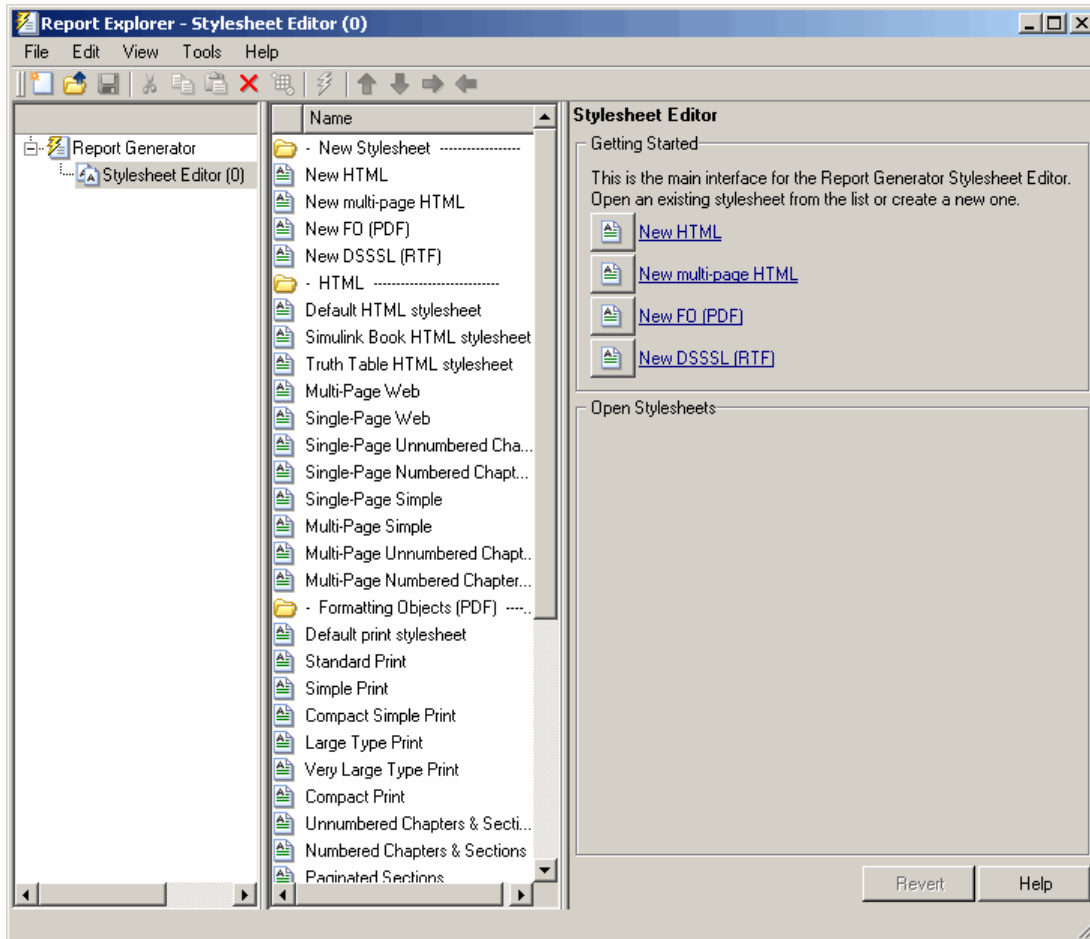 Report Explorer - Stylesheet Editor (0)
File Edit View Tools Help
Report Generator
Stylesheet Editor (0)
Name
- New Stylesheet ------------------
New HTML
New multi-page HTML
New FO (PDF)
New DSSSL (RTF)
- HTML ----------------------------
Default HTML stylesheet
Simulink Book HTML stylesheet
Truth Table HTML stylesheet
Multi-Page Web
Single-Page Web
Single-Page Unnumbered Cha...
Single-Page Numbered Chapt...
Single-Page Simple
Multi-Page Simple
Multi-Page Unnumbered Chapt..
Multi-Page Numbered Chapter...
- Formatting Objects (PDF) ----..
Default print stylesheet
Standard Print
Simple Print
Compact Simple Print
Large Type Print
Very Large Type Print
Compact Print
Unnumbered Chapters & Secti...
Numbered Chapters & Sections
Paginated Sections
Stylesheet Editor
Getting Started
This is the main interface for the Report Generator Stylesheet Editor.
Open an existing stylesheet from the list or create a new one.
New HTML
New multi-page HTML
New FO (PDF)
New DSSSL (RTF)
Open Stylesheets
Revert Help